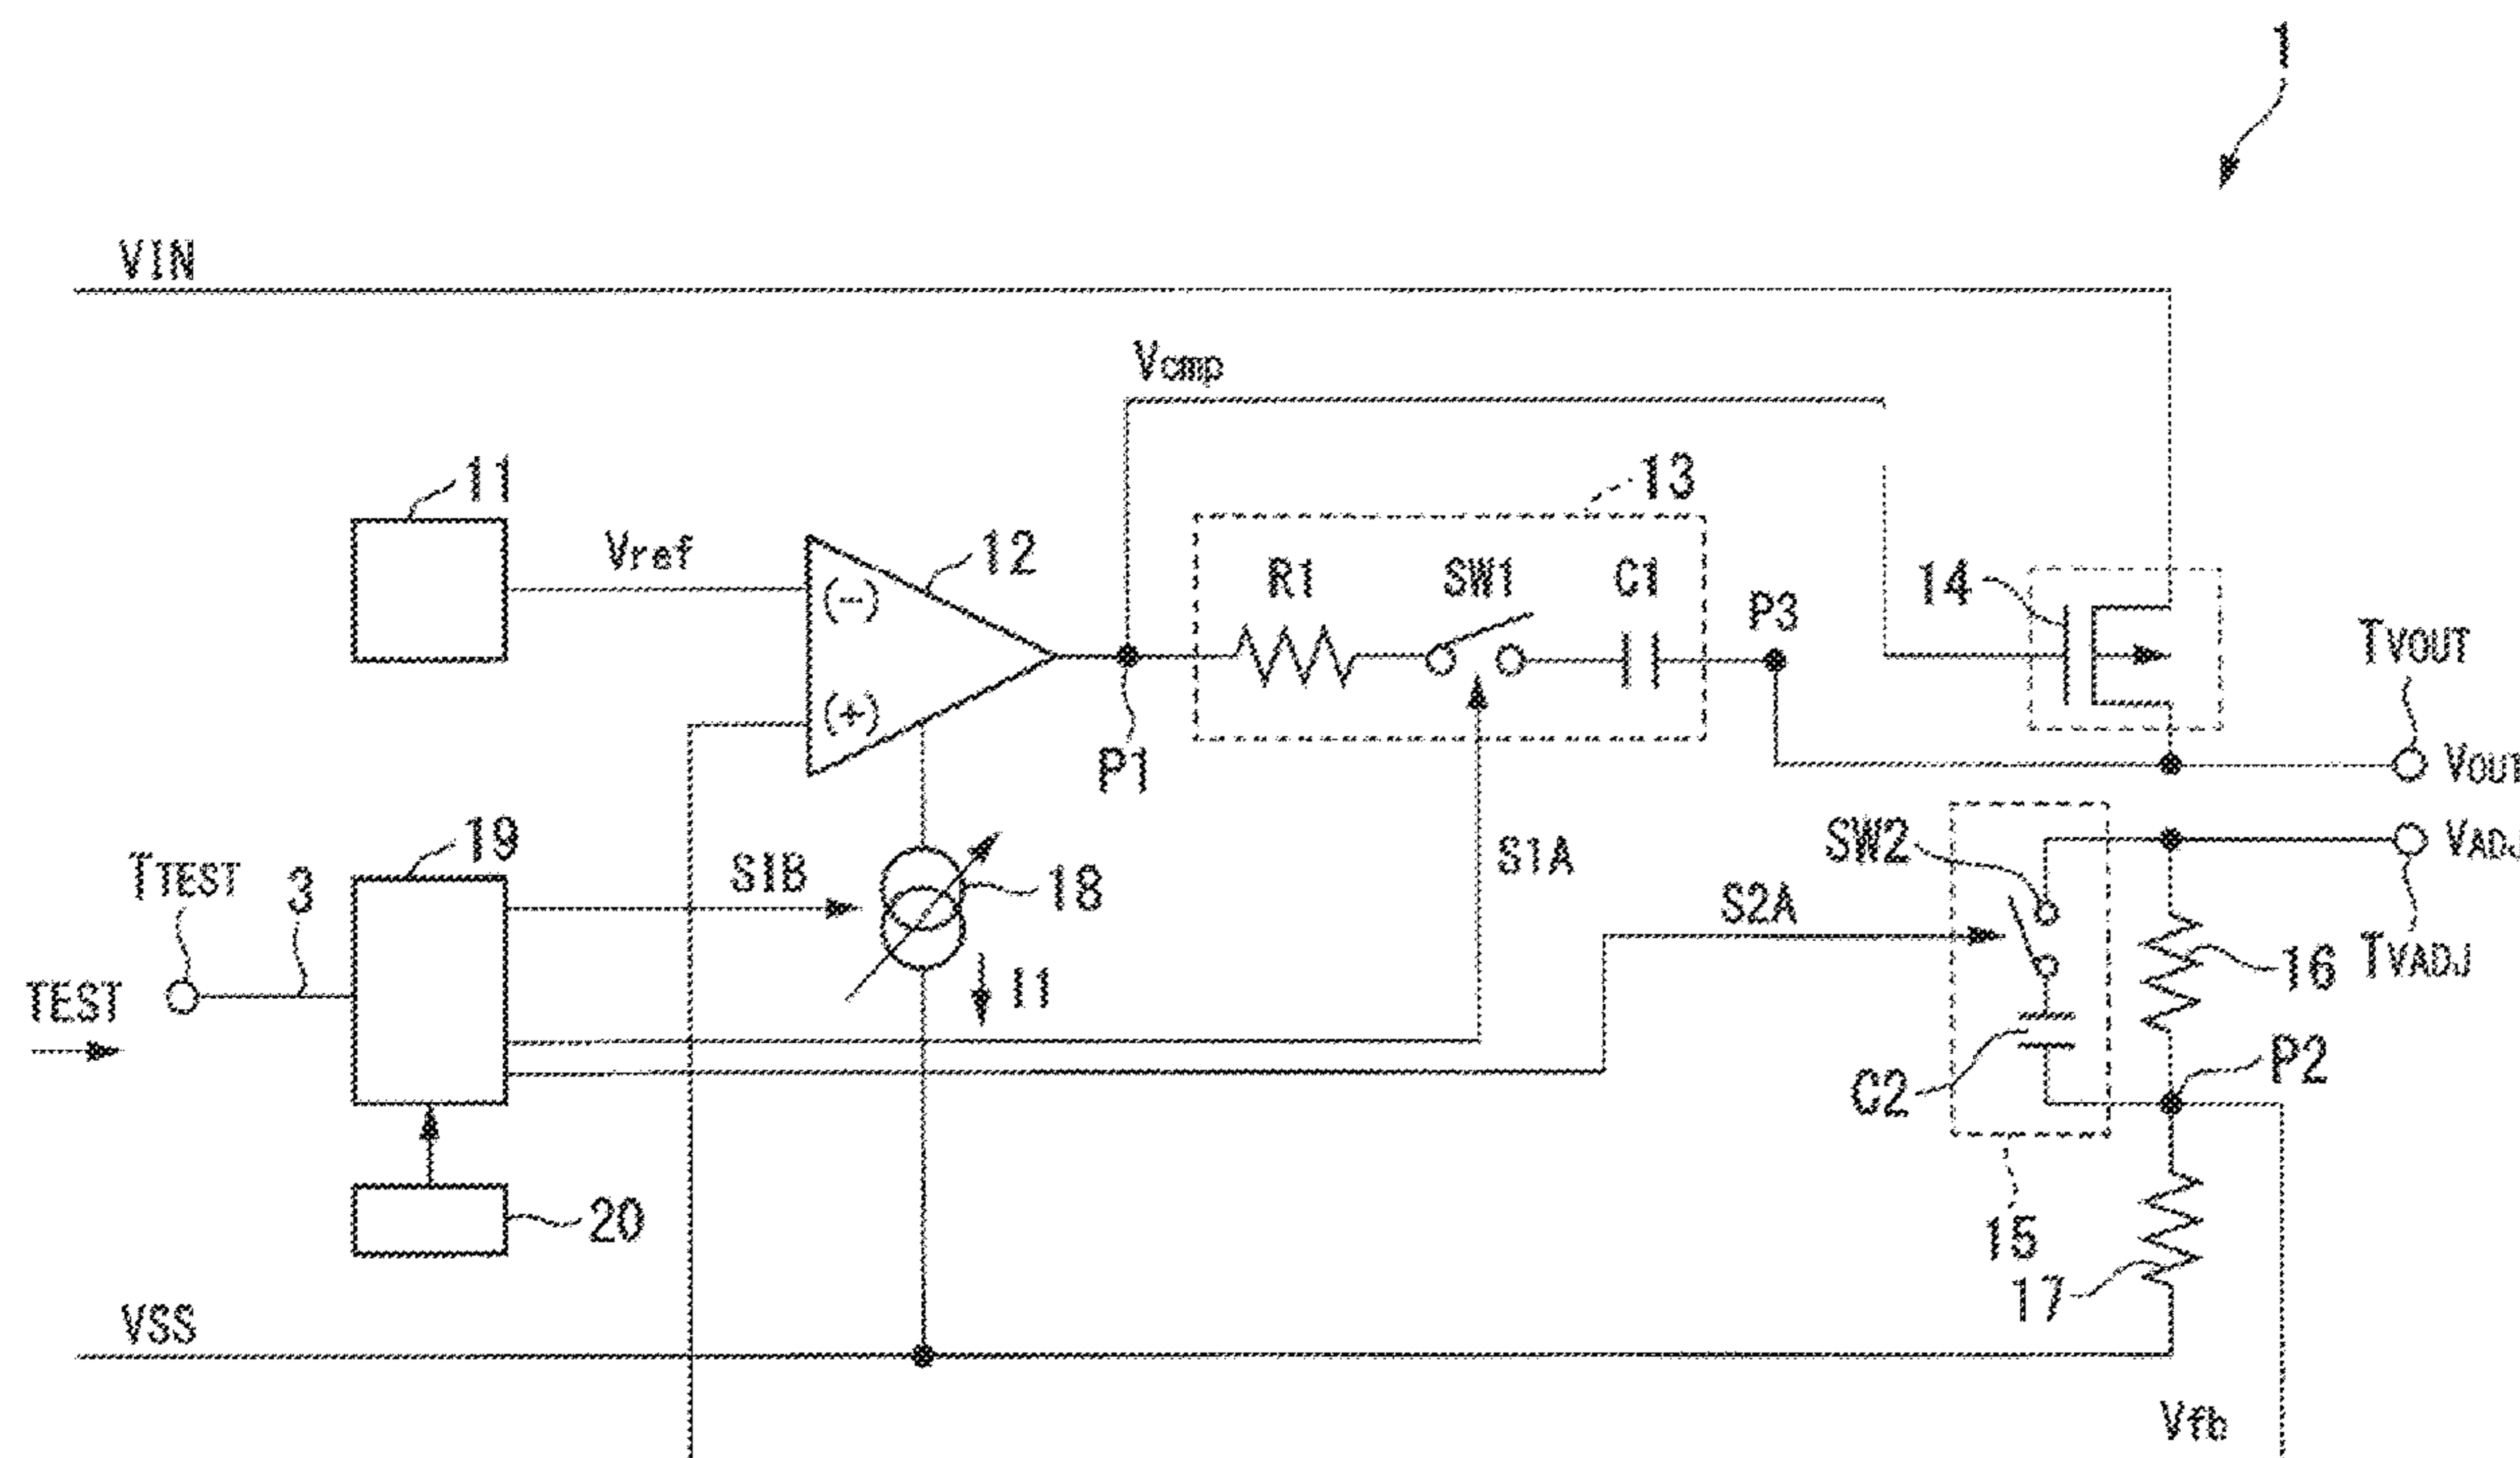 1
VIN
Vcmp
11
Vref
12
(-)
(+)
13
R1
SW1
C1
P3
14
TVOUT
P1
VOUT
19
TTEST
3
S1B
18
S1A
SW2
VADJ
S2A
TEST
I1
16
TVADJ
C2
P2
20
15
17
VSS
Vfb